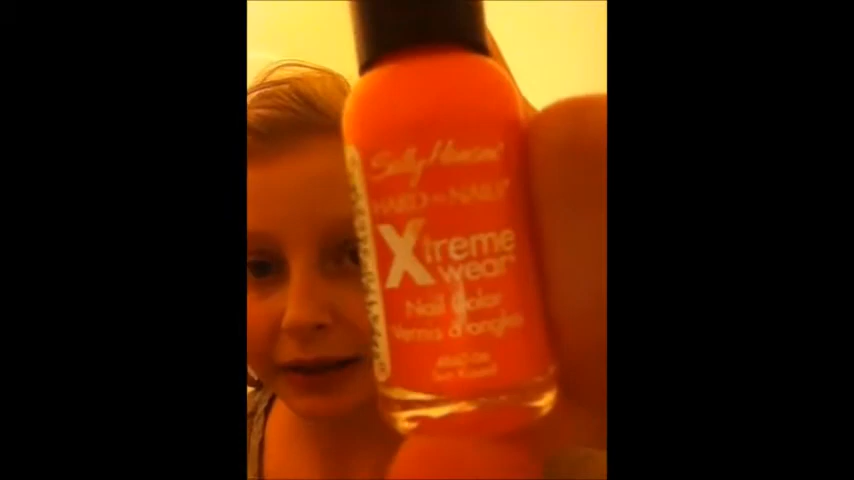 Sally Hansen
HARD AS NAILS
Xtreme
wear
Nail Color
Vernis à ongles